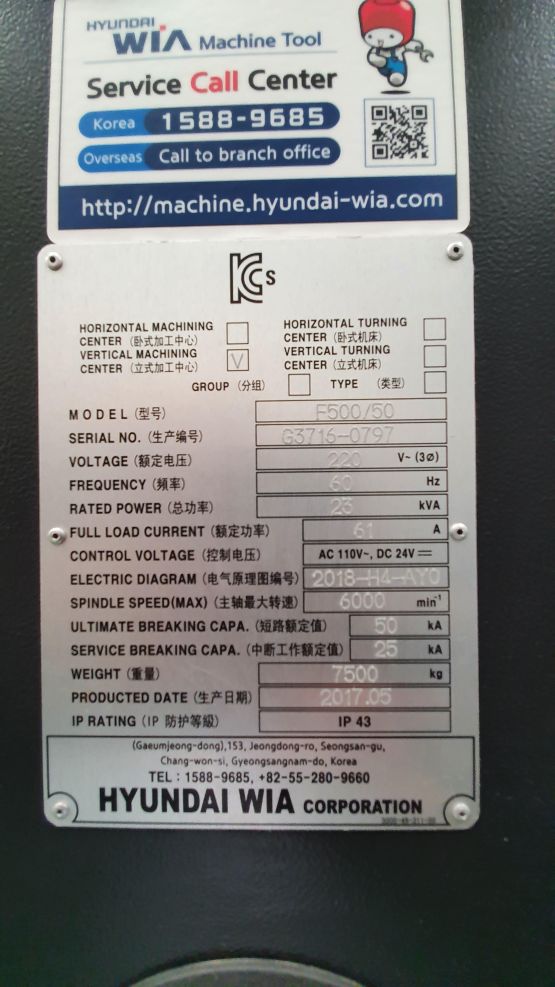 HYUNDAI
WIA Machine Tool
Service Call Center
Korea 1588-9685
Overseas Call to branch office
http://machine.hyundai-wia.com
KCs
HORIZONTAL MACHINING CENTER (卧式加工中心)
HORIZONTAL TURNING CENTER (卧式机床)
VERTICAL MACHINING CENTER (立式加工中心) V
VERTICAL TURNING CENTER (立式机床)
GROUP (分组) TYPE (类型)
MODEL (型号) F500/50
SERIAL NO. (生产编号) G3716-0797
VOLTAGE (额定电压) 220 V~ (3Ø)
FREQUENCY (频率) 60 Hz
RATED POWER (总功率) 23 kVA
FULL LOAD CURRENT (额定功率) 61 A
CONTROL VOLTAGE (控制电压) AC 110V~, DC 24V⎓
ELECTRIC DIAGRAM (电气原理图编号) 2018-H4-AY0
SPINDLE SPEED(MAX) (主轴最大转速) 6000 min⁻¹
ULTIMATE BREAKING CAPA. (短路额定值) 50 kA
SERVICE BREAKING CAPA. (中断工作额定值) 25 kA
WEIGHT (重量) 7500 kg
PRODUCTED DATE (生产日期) 2017.05
IP RATING (IP 防护等級) IP 43
(Gaeumjeong-dong),153, Jeongdong-ro, Seongsan-gu,
Chang-won-si, Gyeongsangnam-do, Korea
TEL : 1588-9685, +82-55-280-9660
HYUNDAI WIA CORPORATION